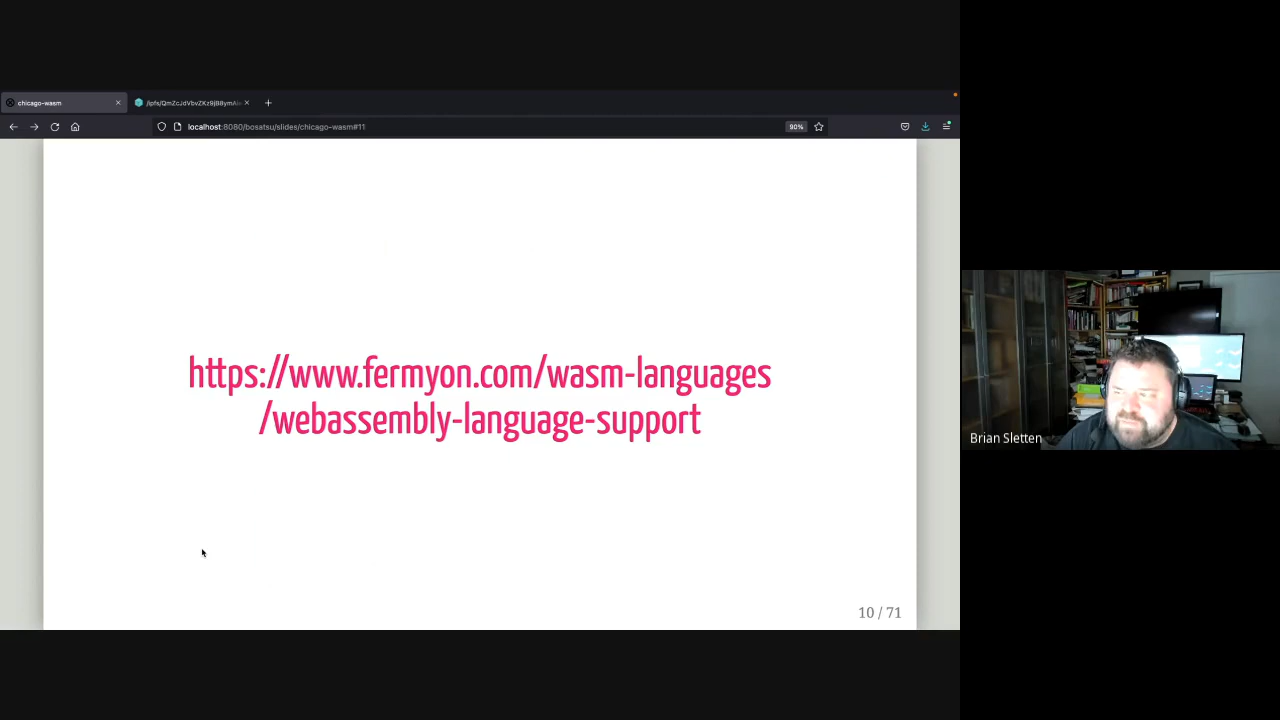 chicago-wasm
localhost:8080/bosatsu/slides/chicago-wasm#11
90%
https://www.fermyon.com/wasm-languages
/webassembly-language-support
10 / 71
Brian Sletten